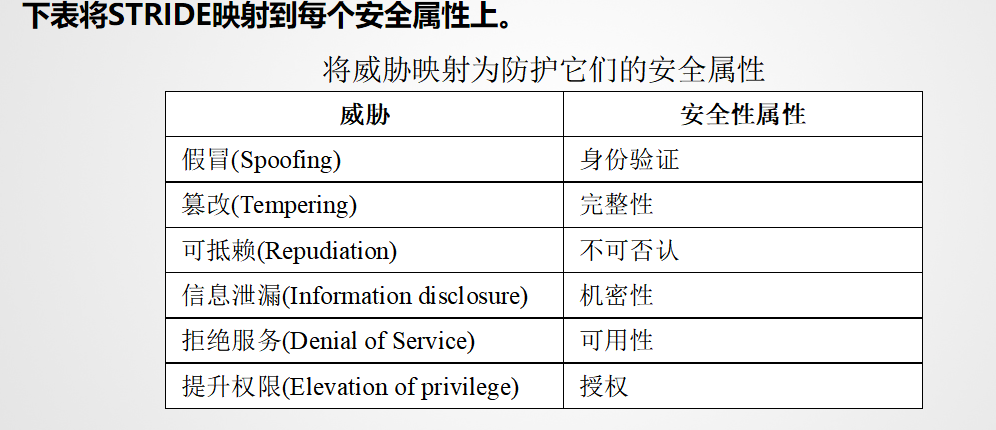 下表将STRIDE映射到每个安全属性上。
将威胁映射为防护它们的安全属性
威胁 安全性属性
假冒(Spoofing) 身份验证
篡改(Tempering) 完整性
可抵赖(Repudiation) 不可否认
信息泄漏(Information disclosure) 机密性
拒绝服务(Denial of Service) 可用性
提升权限(Elevation of privilege) 授权